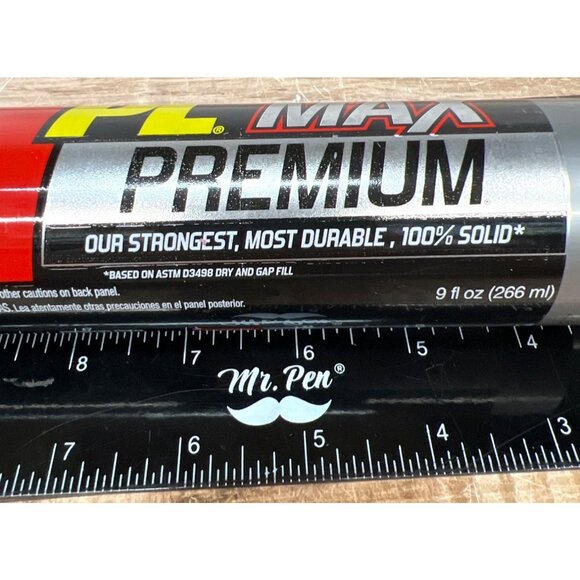 PL® MAX
PREMIUM
OUR STRONGEST, MOST DURABLE, 100% SOLID*
*BASED ON ASTM D3498 DRY AND GAP FILL
other cautions on back panel.
OS. Lea atentamente otras precauciones en el panel posterior.
9 fl oz (266 ml)
8 7 6 5 4
Mr. Pen®
7 6 5 4